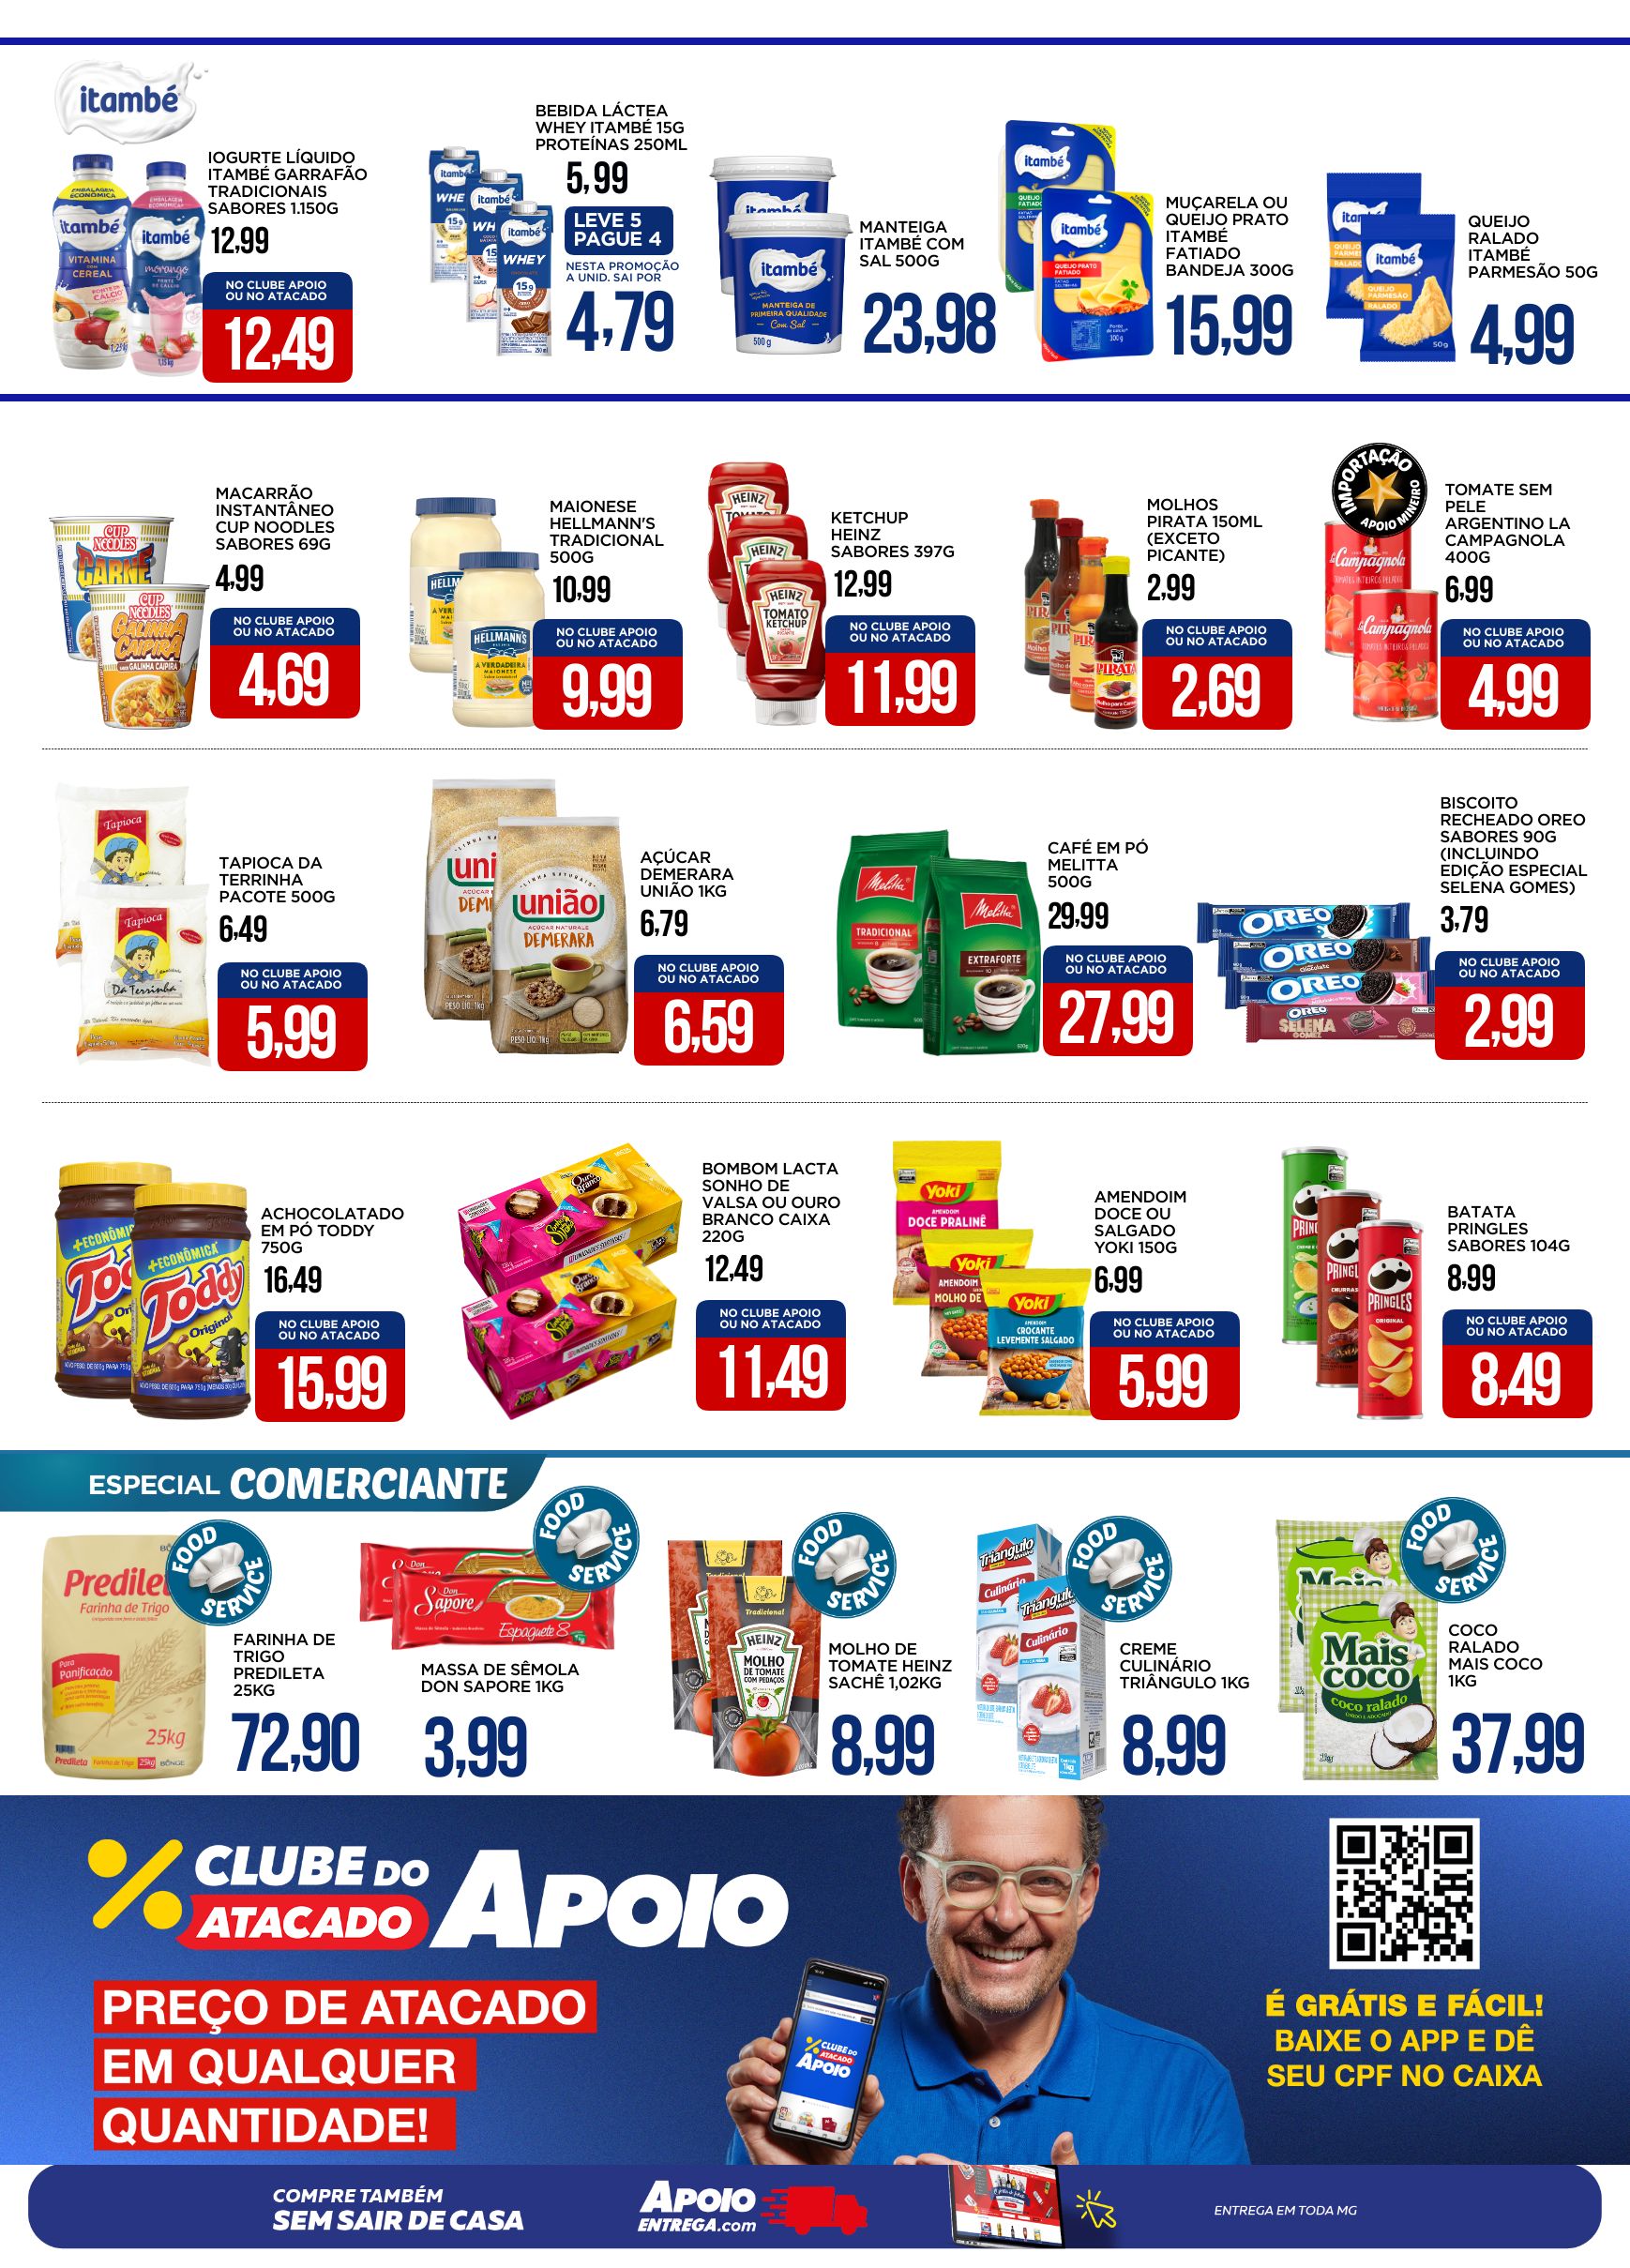 itambé
IOGURTE LÍQUIDO
ITAMBÉ GARRAFÃO
TRADICIONAIS
SABORES 1.150G
12,99
NO CLUBE APOIO
OU NO ATACADO
12,49
BEBIDA LÁCTEA
WHEY ITAMBÉ 15G
PROTEÍNAS 250ML
5,99
LEVE 5
PAGUE 4
NESTA PROMOÇÃO
A UNID. SAI POR
4,79
MANTEIGA
ITAMBÉ COM
SAL 500G
23,98
MUÇARELA OU
QUEIJO PRATO
ITAMBÉ
FATIADO
BANDEJA 300G
15,99
QUEIJO
RALADO
ITAMBÉ
PARMESÃO 50G
4,99
MACARRÃO
INSTANTÂNEO
CUP NOODLES
SABORES 69G
4,99
NO CLUBE APOIO
OU NO ATACADO
4,69
MAIONESE
HELLMANN'S
TRADICIONAL
500G
10,99
NO CLUBE APOIO
OU NO ATACADO
9,99
KETCHUP
HEINZ
SABORES 397G
12,99
NO CLUBE APOIO
OU NO ATACADO
11,99
MOLHOS
PIRATA 150ML
(EXCETO
PICANTE)
2,99
NO CLUBE APOIO
OU NO ATACADO
2,69
IMPORTAÇÃO
APOIO MINEIRO
TOMATE SEM
PELE
ARGENTINO LA
CAMPAGNOLA
400G
6,99
NO CLUBE APOIO
OU NO ATACADO
4,99
TAPIOCA DA
TERRINHA
PACOTE 500G
6,49
NO CLUBE APOIO
OU NO ATACADO
5,99
AÇÚCAR
DEMERARA
UNIÃO 1KG
6,79
NO CLUBE APOIO
OU NO ATACADO
6,59
CAFÉ EM PÓ
MELITTA
500G
29,99
NO CLUBE APOIO
OU NO ATACADO
27,99
BISCOITO
RECHEADO OREO
SABORES 90G
(INCLUINDO
EDIÇÃO ESPECIAL
SELENA GOMES)
3,79
NO CLUBE APOIO
OU NO ATACADO
2,99
ACHOCOLATADO
EM PÓ TODDY
750G
16,49
NO CLUBE APOIO
OU NO ATACADO
15,99
BOMBOM LACTA
SONHO DE
VALSA OU OURO
BRANCO CAIXA
220G
12,49
NO CLUBE APOIO
OU NO ATACADO
11,49
AMENDOIM
DOCE OU
SALGADO
YOKI 150G
6,99
NO CLUBE APOIO
OU NO ATACADO
5,99
BATATA
PRINGLES
SABORES 104G
8,99
NO CLUBE APOIO
OU NO ATACADO
8,49
ESPECIAL COMERCIANTE
FOOD SERVICE
FARINHA DE
TRIGO
PREDILETA
25KG
72,90
FOOD SERVICE
MASSA DE SÊMOLA
DON SAPORE 1KG
3,99
FOOD SERVICE
MOLHO DE
TOMATE HEINZ
SACHÊ 1,02KG
8,99
FOOD SERVICE
CREME
CULINÁRIO
TRIÂNGULO 1KG
8,99
FOOD SERVICE
COCO
RALADO
MAIS COCO
1KG
37,99
% CLUBE DO
ATACADO APOIO
PREÇO DE ATACADO
EM QUALQUER
QUANTIDADE!
É GRÁTIS E FÁCIL!
BAIXE O APP E DÊ
SEU CPF NO CAIXA
COMPRE TAMBÉM
SEM SAIR DE CASA
APOIO
ENTREGA.com
ENTREGA EM TODA MG